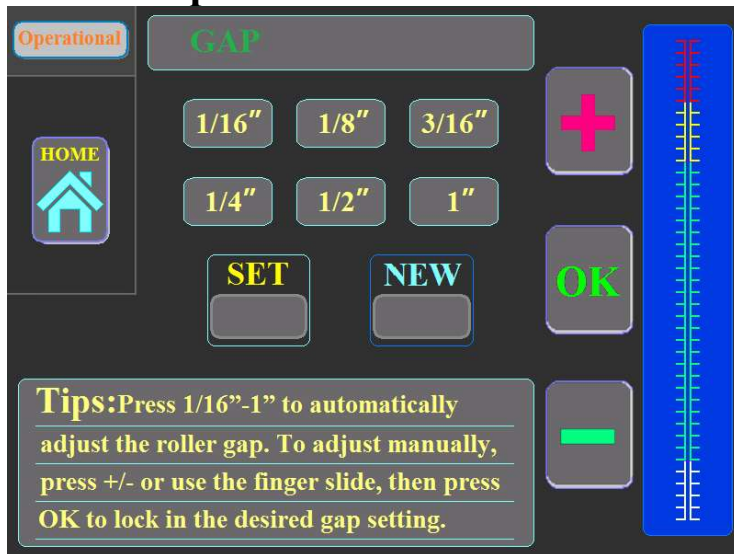 Operational
GAP
HOME
1/16″ 1/8″ 3/16″
1/4″ 1/2″ 1″
SET NEW
OK
Tips:Press 1/16”-1” to automatically
adjust the roller gap. To adjust manually,
press +/- or use the finger slide, then press
OK to lock in the desired gap setting.